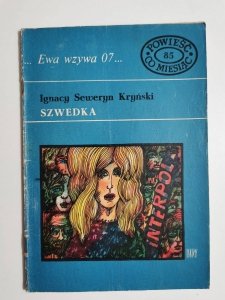 ... Ewa wzywa 07...
POWIEŚĆ
85
CO MIESIĄC
Ignacy Seweryn Kryński
SZWEDKA
INTERPOL